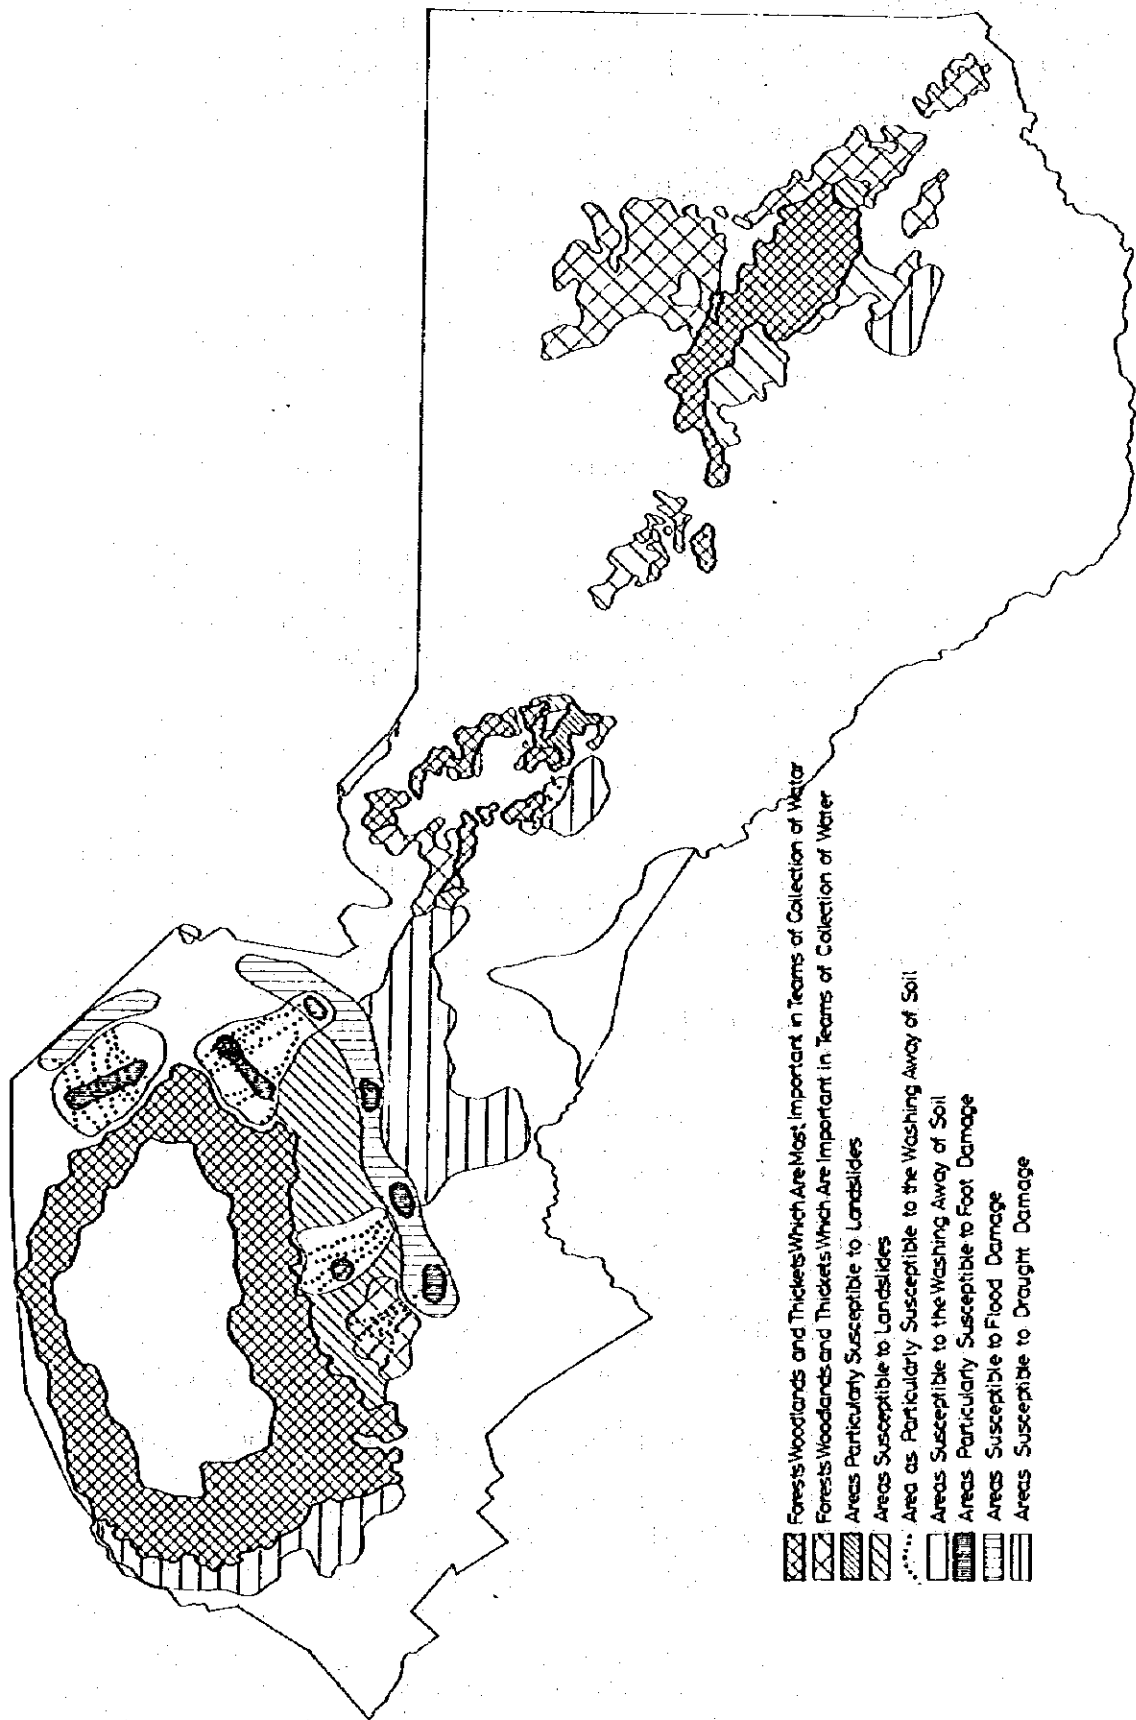 Forests Woodlands and Thickets Which Are Most Important in Teams of Collection of Water
Forests Woodlands and Thickets Which Are Important in Teams of Collection of Water
Areas Particularly Susceptible to Landslides
Areas Susceptible to Landslides
Area as Particularly Susceptible to the Washing Away of Soil
Areas Susceptible to the Washing Away of Soil
Areas Particularly Susceptible to Foot Damage
Areas Susceptible to Flood Damage
Areas Susceptible to Draught Damage